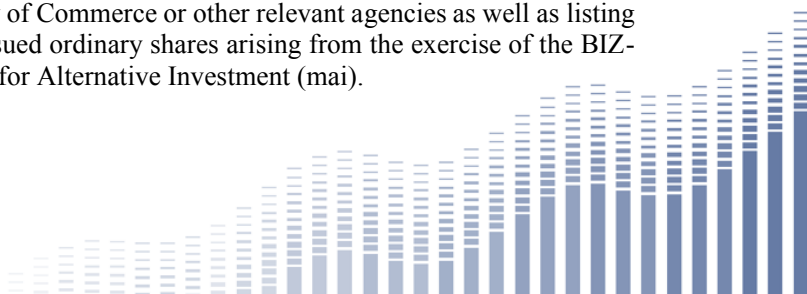 of Commerce or other relevant agencies as well as listing
sued ordinary shares arising from the exercise of the BIZ-
for Alternative Investment (mai).